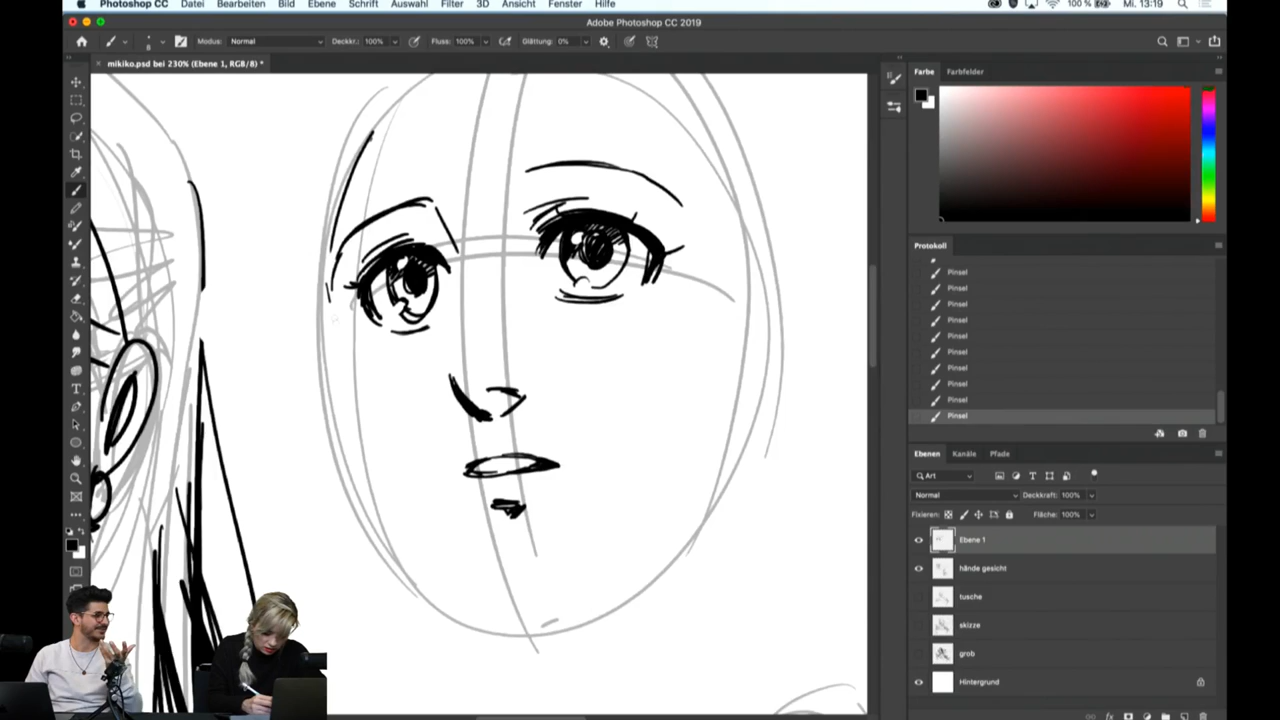 Photoshop CC Datei Bearbeiten Bild Ebene Schrift Auswahl Filter 3D Ansicht Fenster Hilfe 100 % Mi. 13:19
Adobe Photoshop CC 2019
Modus: Normal Deckkr.: 100% Fluss: 100% Glättung: 0%
mikiko.psd bei 230% (Ebene 1, RGB/8) *
Farbe Farbfelder
Protokoll
Pinsel
Pinsel
Pinsel
Pinsel
Pinsel
Pinsel
Pinsel
Pinsel
Pinsel
Pinsel
Ebenen Kanäle Pfade
Art
Normal Deckkraft: 100%
Fixieren: Fläche: 100%
Ebene 1
hände gesicht
tusche
skizze
grob
Hintergrund
fx